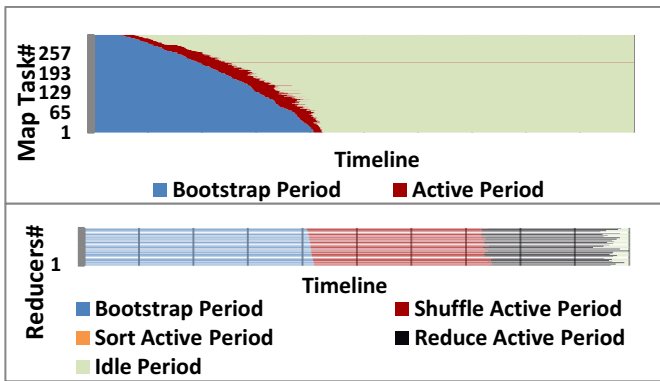 Map Task#
257
193
129
65
1
Timeline
Bootstrap Period Active Period
Reducers#
1
Timeline
Bootstrap Period Shuffle Active Period
Sort Active Period Reduce Active Period
Idle Period